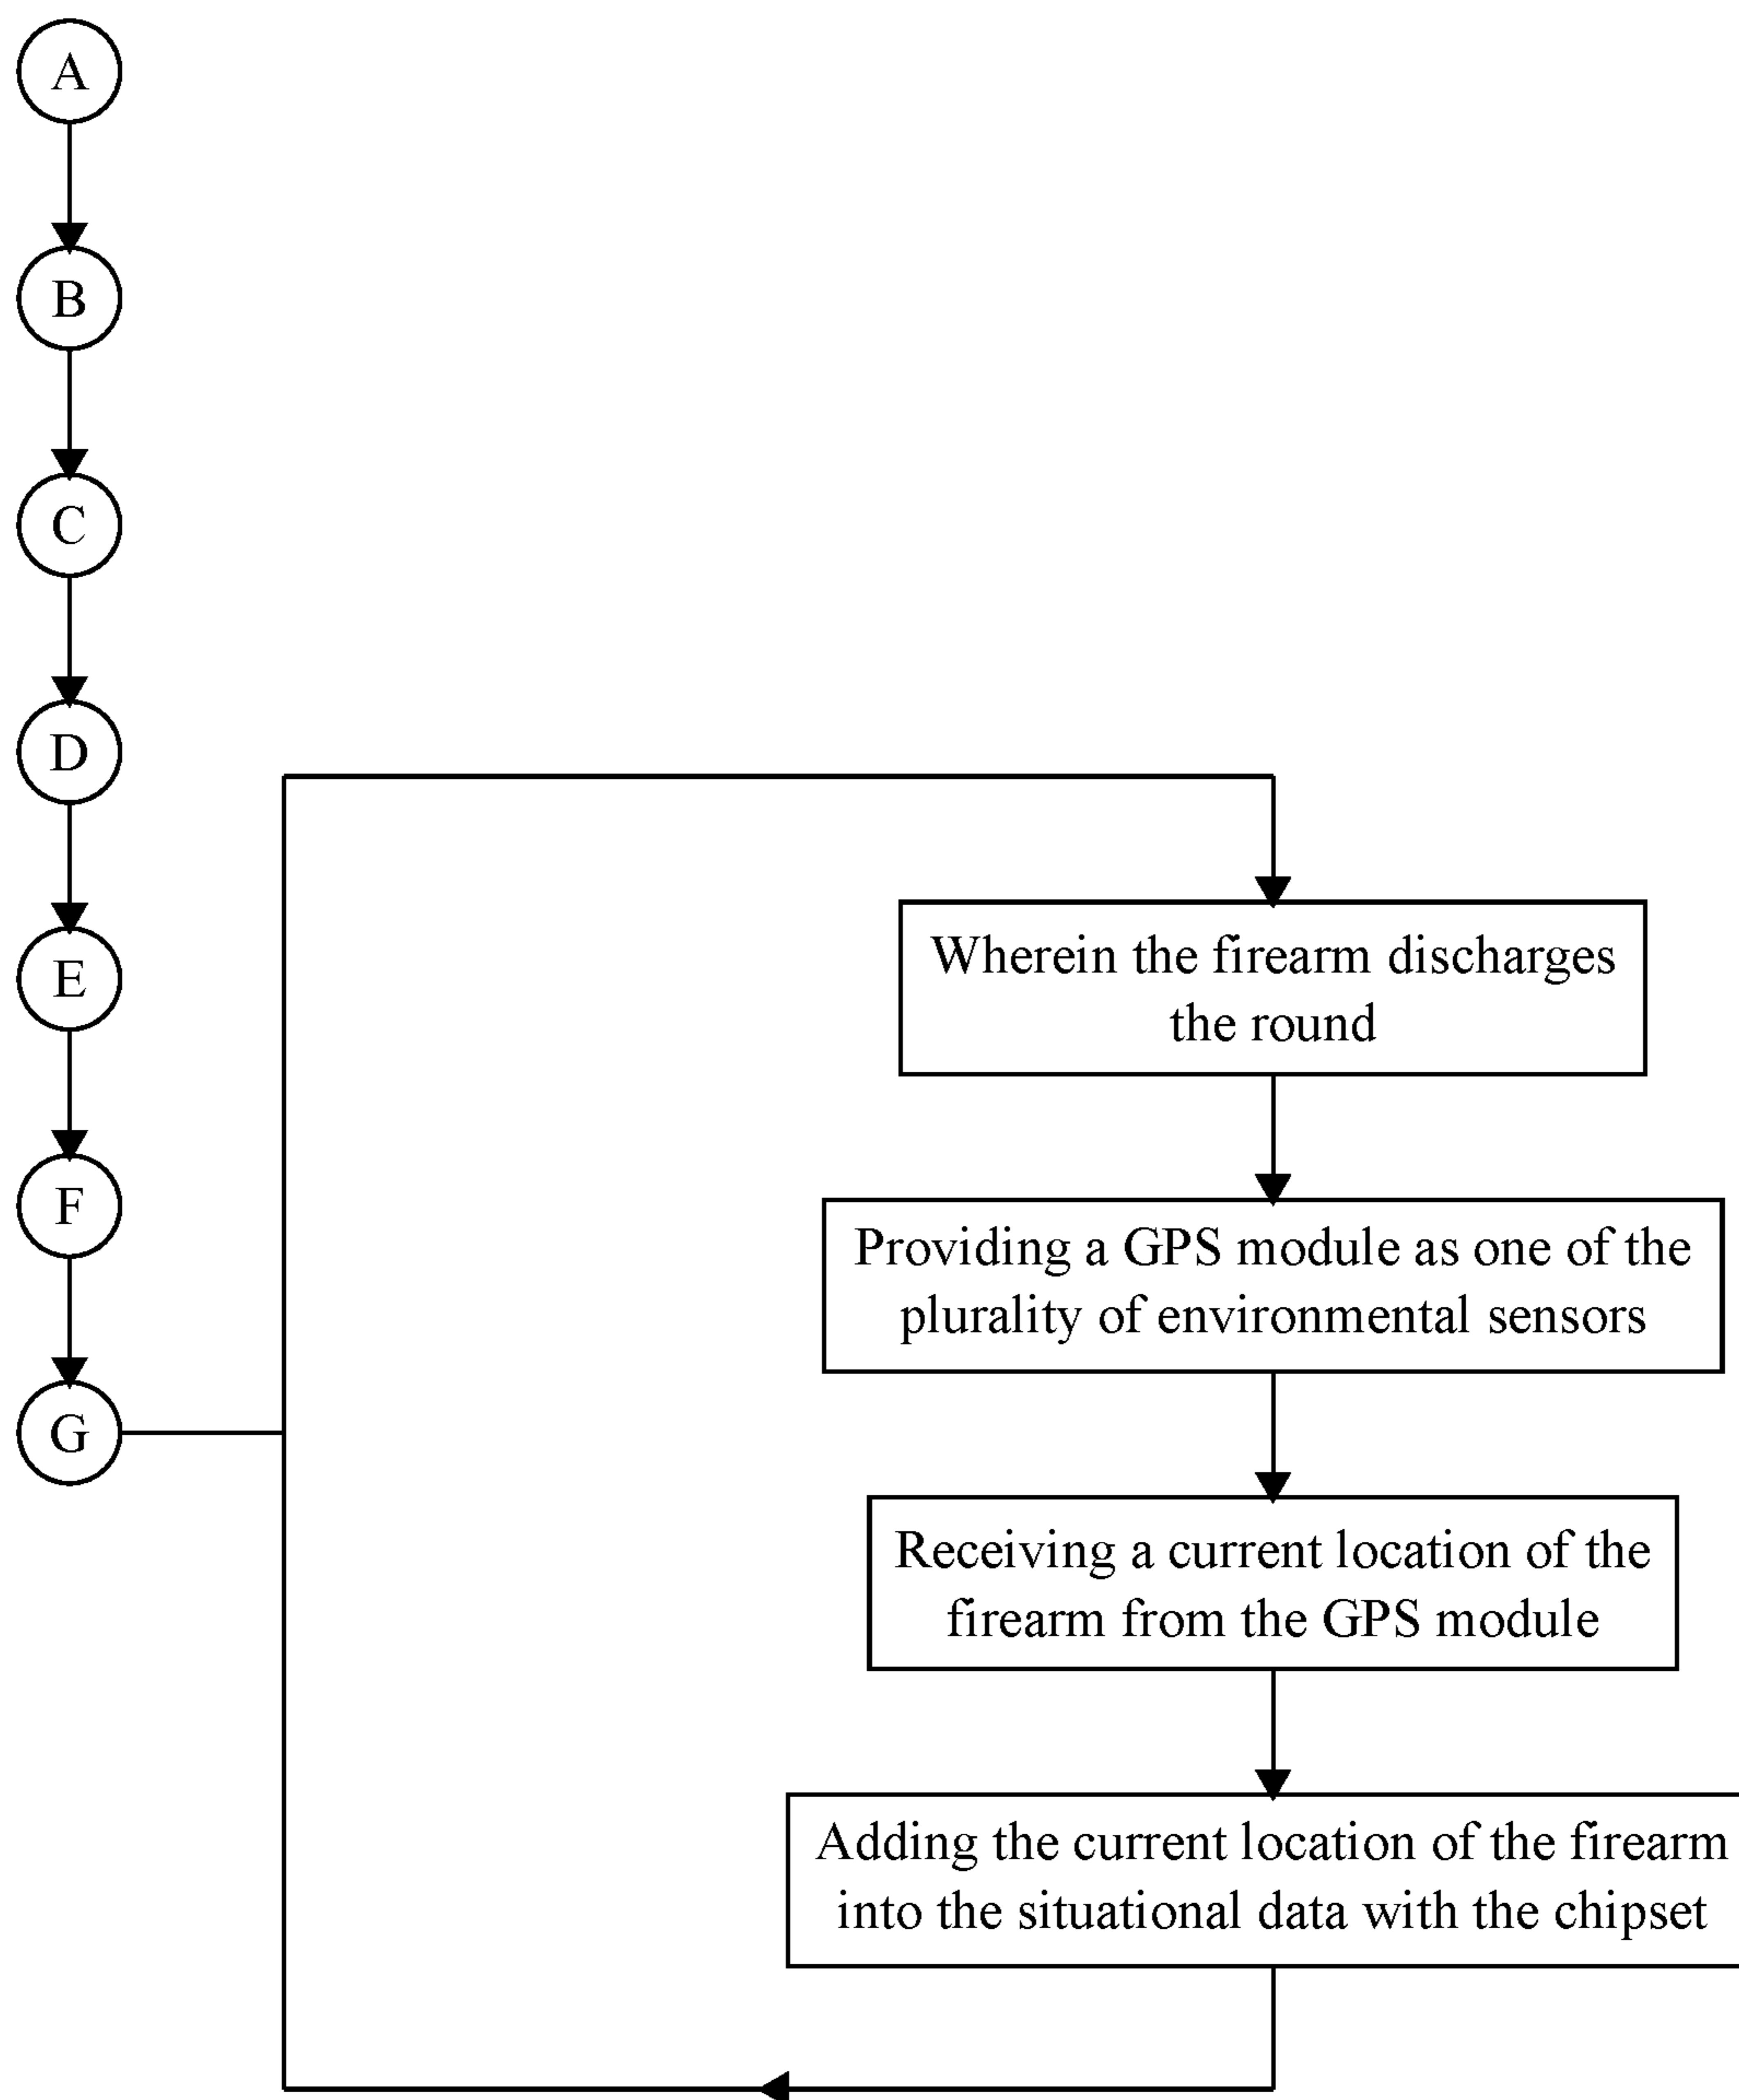 A
B
C
D
E
F
G
Wherein the firearm discharges
the round
Providing a GPS module as one of the
plurality of environmental sensors
Receiving a current location of the
firearm from the GPS module
Adding the current location of the firearm
into the situational data with the chipset